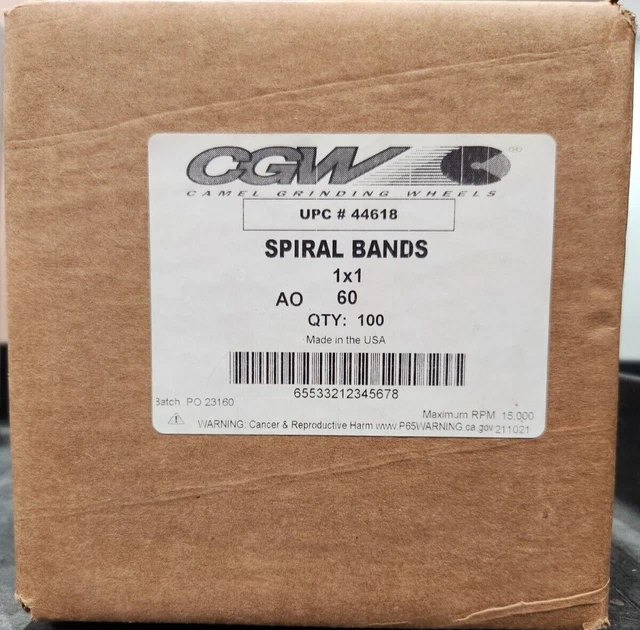 CGW
CAMEL GRINDING WHEELS
UPC # 44618
SPIRAL BANDS
1x1
AO 60
QTY: 100
Made in the USA
65533212345678
Batch PO 23160
Maximum RPM 15,000
WARNING: Cancer & Reproductive Harm www.P65WARNING.ca.gov 211021